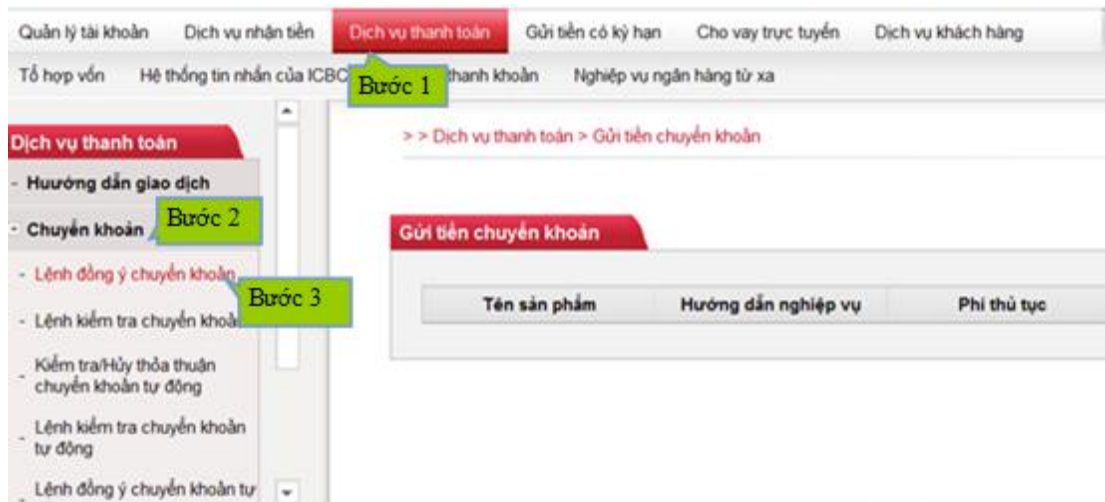 Quản lý tài khoản Dịch vụ nhận tiền Dịch vụ thanh toán Gửi tiền có kỳ hạn Cho vay trực tuyến Dịch vụ khách hàng
Tổ hợp vốn Hệ thống tin nhắn của ICBC thanh khoản Nghiệp vụ ngân hàng từ xa
Bước 1
Dịch vụ thanh toán
> > Dịch vụ thanh toán > Gửi tiền chuyển khoản
- Huướng dẫn giao dịch
- Chuyển khoản
Bước 2
Gửi tiền chuyển khoản
- Lệnh đồng ý chuyển khoản
Bước 3
Tên sản phẩm Hướng dẫn nghiệp vụ Phí thủ tục
- Lệnh kiểm tra chuyển
- Kiểm tra/Hủy thỏa thuận
chuyển khoản tự động
- Lệnh kiểm tra chuyển khoản
tự động
- Lệnh đồng ý chuyển khoản tự